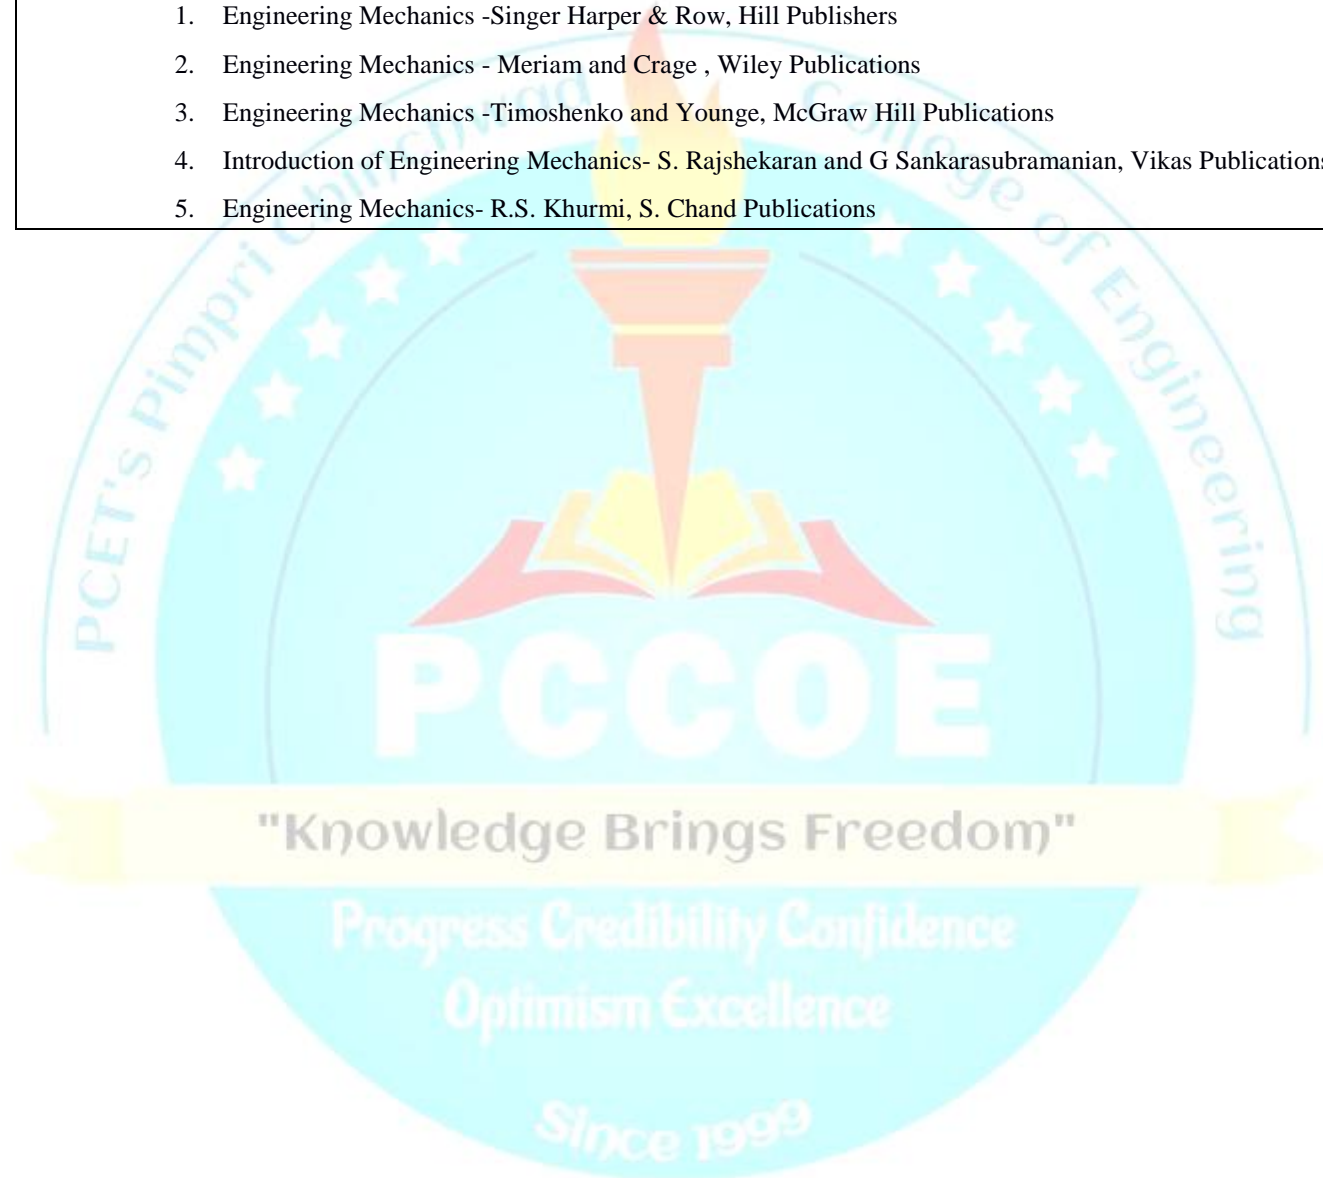 1. Engineering Mechanics -Singer Harper & Row, Hill Publishers
2. Engineering Mechanics - Meriam and Crage , Wiley Publications
3. Engineering Mechanics -Timoshenko and Younge, McGraw Hill Publications
4. Introduction of Engineering Mechanics- S. Rajshekaran and G Sankarasubramanian, Vikas Publications
5. Engineering Mechanics- R.S. Khurmi, S. Chand Publications
PCET's Pimpri Chinchwad College of Engineering
PCCOE
"Knowledge Brings Freedom"
Progress Credibility Confidence
Optimism Excellence
Since 1999